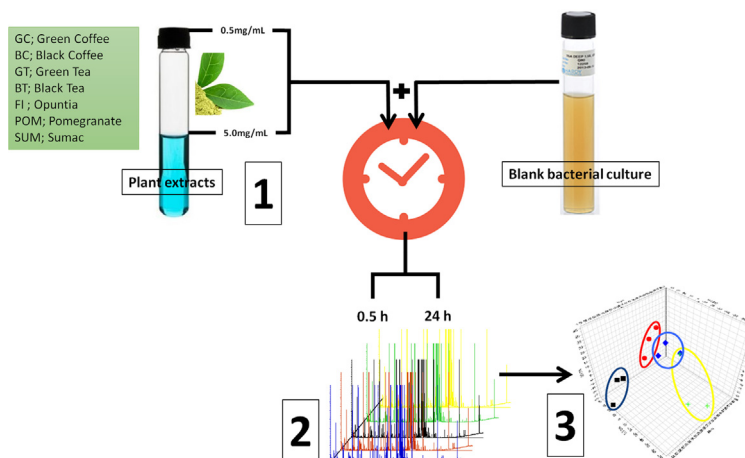 GC; Green Coffee
BC; Black Coffee
GT; Green Tea
BT; Black Tea
FI ; Opuntia
POM; Pomegranate
SUM; Sumac
0.5mg/mL
5.0mg/mL
Plant extracts
1
+
Blank bacterial culture
0.5 h
24 h
2
3